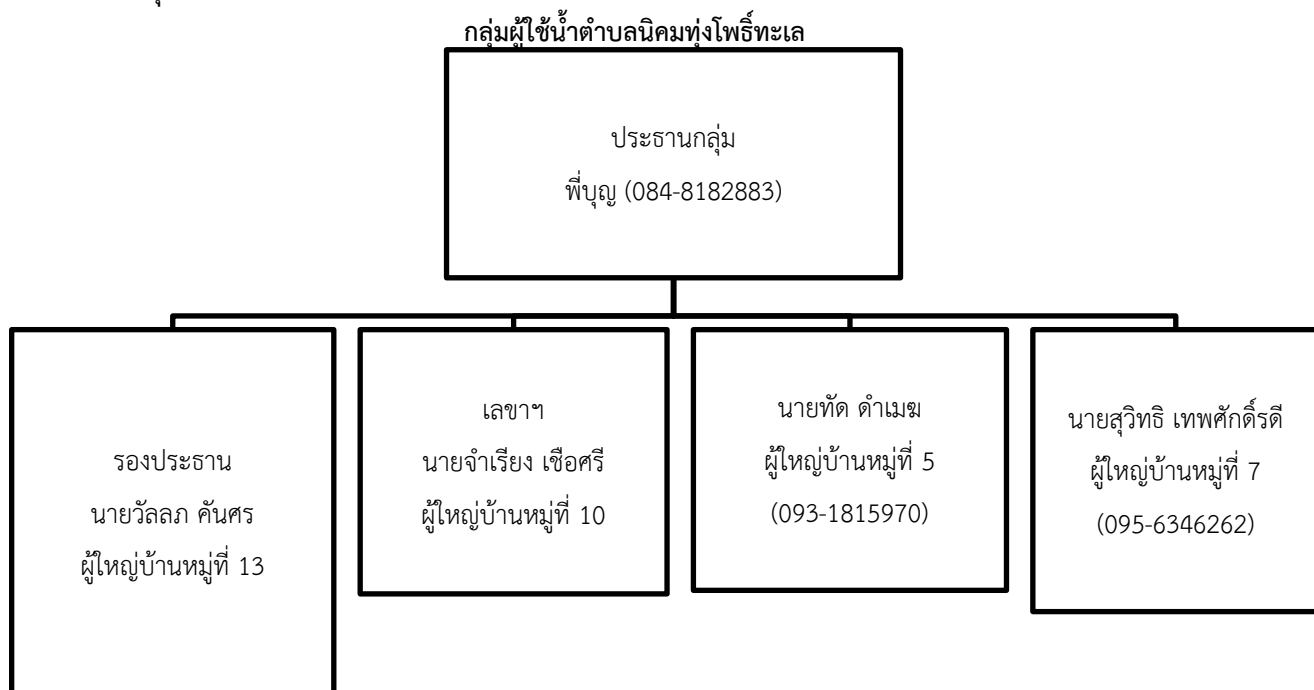 กลุ่มผู้ใช้น้ำตำบลนิคมทุ่งโพธิ์ทะเล
ประธานกลุ่ม
พี่บุญ (084-8182883)
รองประธาน
นายวัลลภ คันศร
ผู้ใหญ่บ้านหมู่ที่ 13
เลขาฯ
นายจำเรียง เชือศรี
ผู้ใหญ่บ้านหมู่ที่ 10
นายทัด ดำเมฆ
ผู้ใหญ่บ้านหมู่ที่ 5
(093-1815970)
นายสุวิทธิ เทพศักดิ์รดี
ผู้ใหญ่บ้านหมู่ที่ 7
(095-6346262)